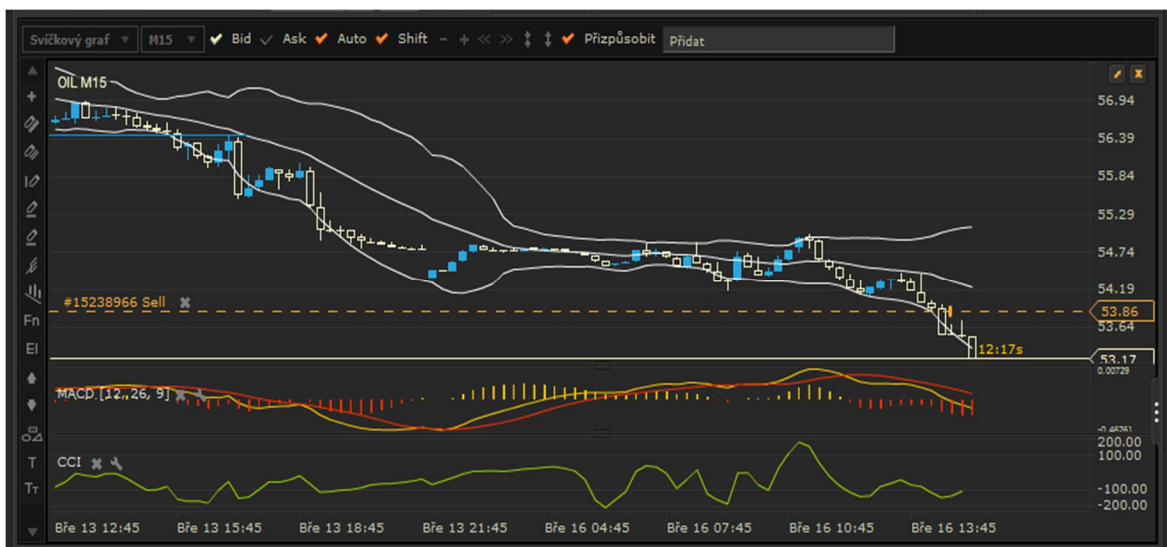 Svíčkový graf M15 Bid Ask Auto Shift Přizpůsobit Přidat
OIL M15
56.94
56.39
55.84
55.29
54.74
54.19
#15238966 Sell
53.86
53.64
12:17s
53.17
Fn
EI
T
TT
MACD [12, 26, 9]
0.00729
-0.46261
CCI
200.00
100.00
-100.00
-200.00
Bře 13 12:45 Bře 13 15:45 Bře 13 18:45 Bře 13 21:45 Bře 16 04:45 Bře 16 07:45 Bře 16 10:45 Bře 16 13:45